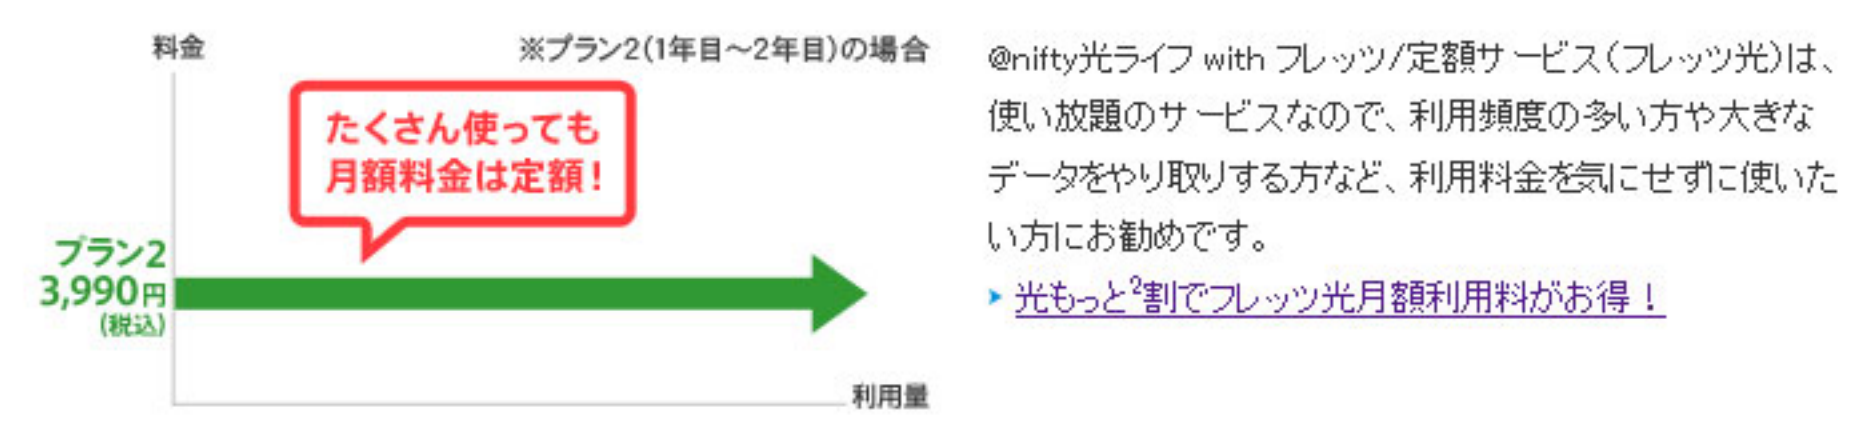 料金
※プラン2(1年目～2年目)の場合
たくさん使っても
月額料金は定額！
プラン2
3,990円
(税込)
利用量
@nifty光ライフ with フレッツ/定額サービス(フレッツ光)は、
使い放題のサービスなので、利用頻度の多い方や大きな
データをやり取りする方など、利用料金を気にせずに使いた
い方にお勧めです。
光もっと²割でフレッツ光月額利用料がお得！